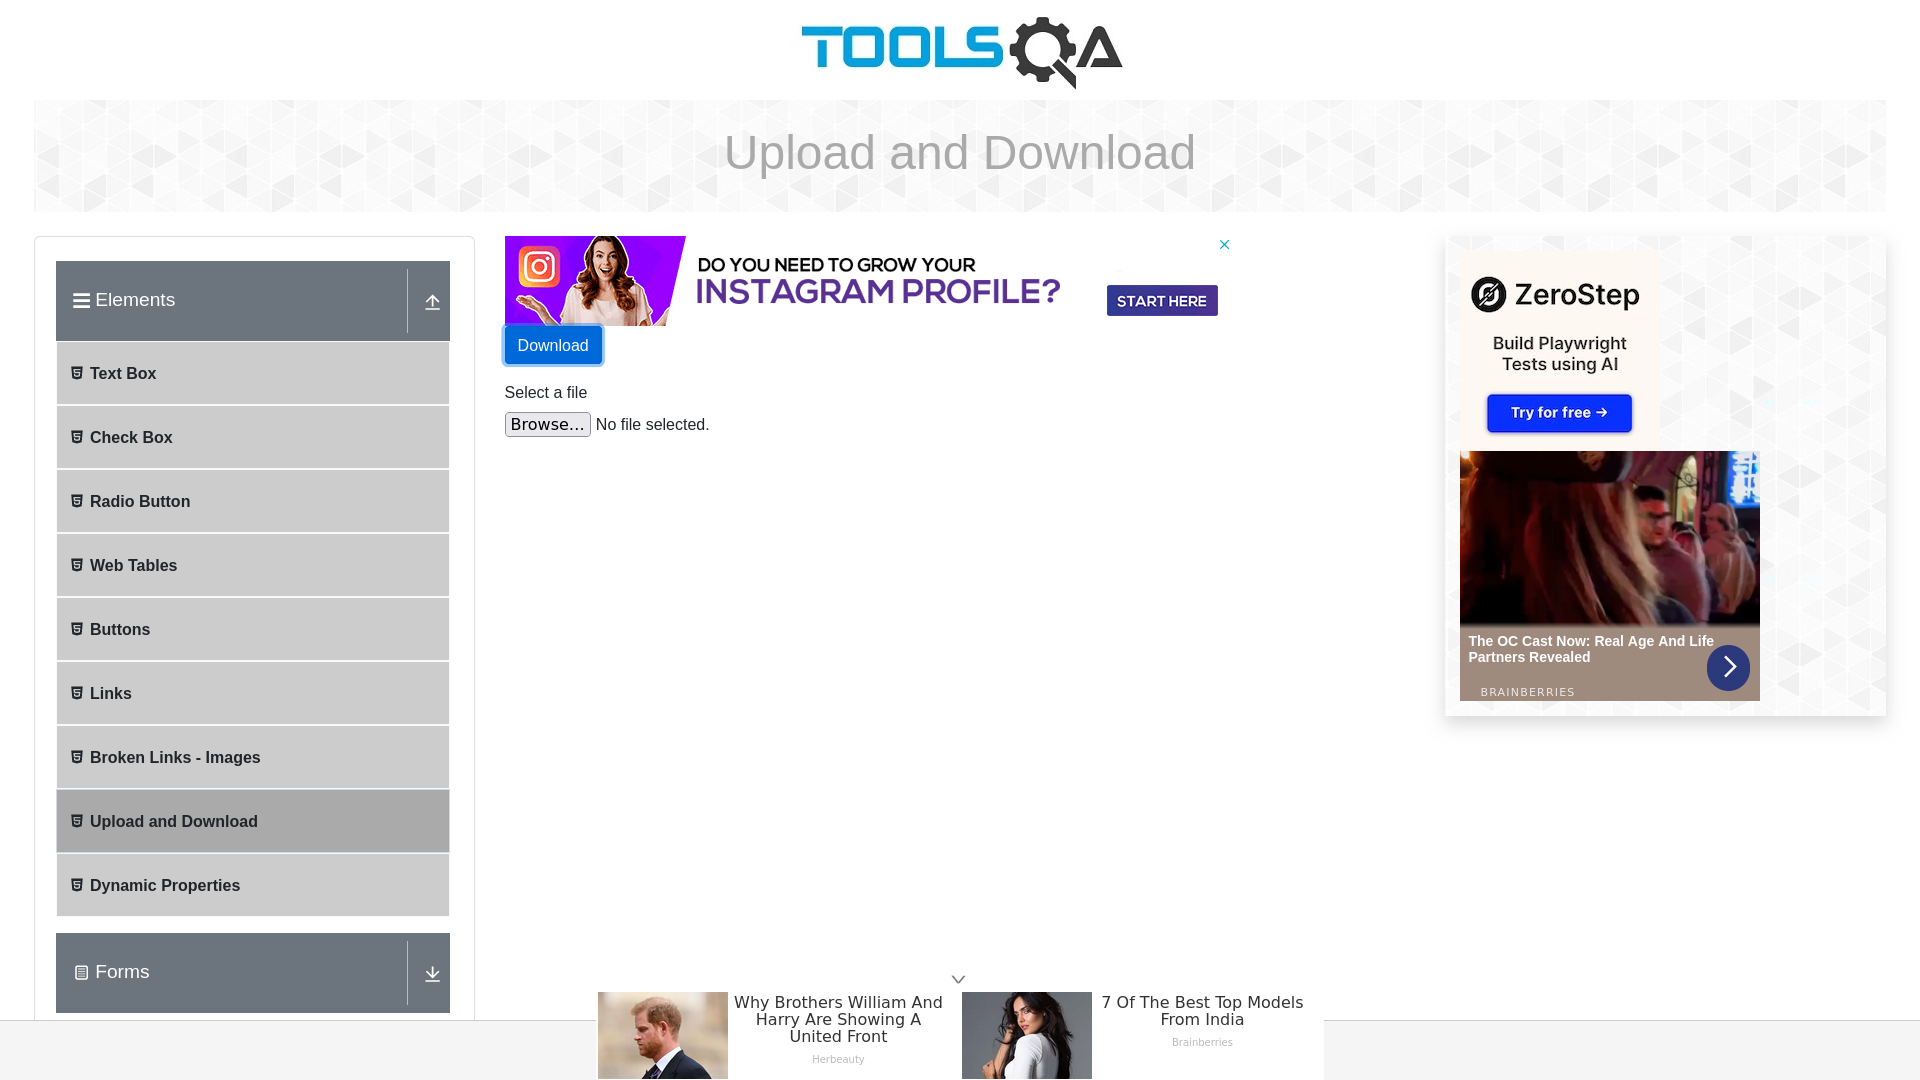 TOOLSQA
Upload and Download
Elements
Text Box
Check Box
Radio Button
Web Tables
Buttons
Links
Broken Links - Images
Upload and Download
Dynamic Properties
Forms
DO YOU NEED TO GROW YOUR
INSTAGRAM PROFILE?
START HERE
Download
Select a file
Browse... No file selected.
ZeroStep
Build Playwright
Tests using AI
Try for free →
The OC Cast Now: Real Age And Life
Partners Revealed
BRAINBERRIES
Why Brothers William And
Harry Are Showing A
United Front
Herbeauty
7 Of The Best Top Models
From India
Brainberries